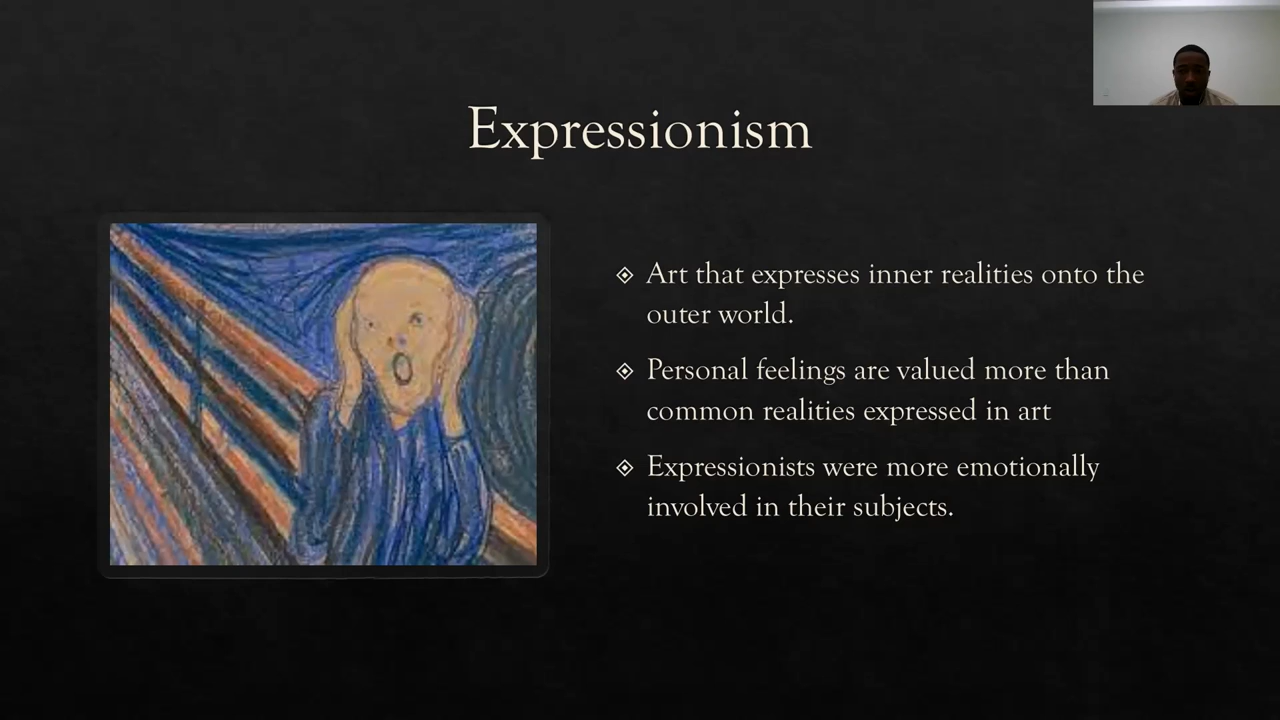 Expressionism
Art that expresses inner realities onto the
outer world.
Personal feelings are valued more than
common realities expressed in art
Expressionists were more emotionally
involved in their subjects.